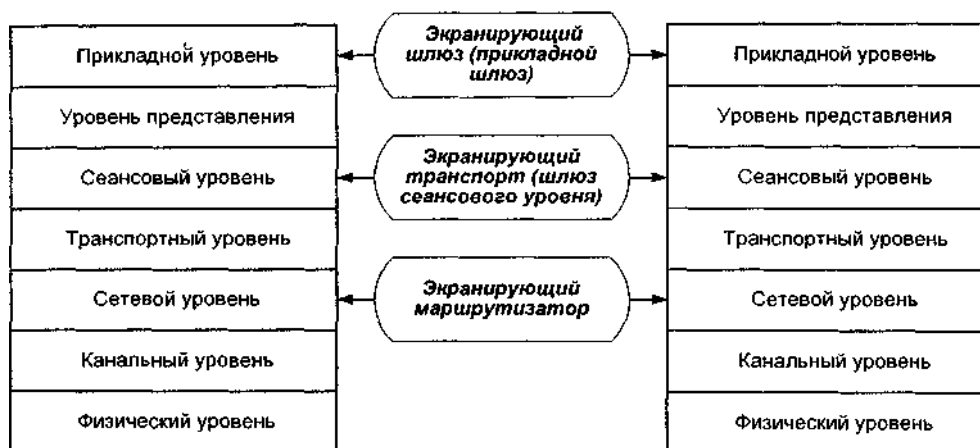 Прикладной уровень
Уровень представления
Сеансовый уровень
Транспортный уровень
Сетевой уровень
Канальный уровень
Физический уровень
Экранирующий
шлюз (прикладной
шлюз)
Экранирующий
транспорт (шлюз
сеансового уровня)
Экранирующий
маршрутизатор
Прикладной уровень
Уровень представления
Сеансовый уровень
Транспортный уровень
Сетевой уровень
Канальный уровень
Физический уровень